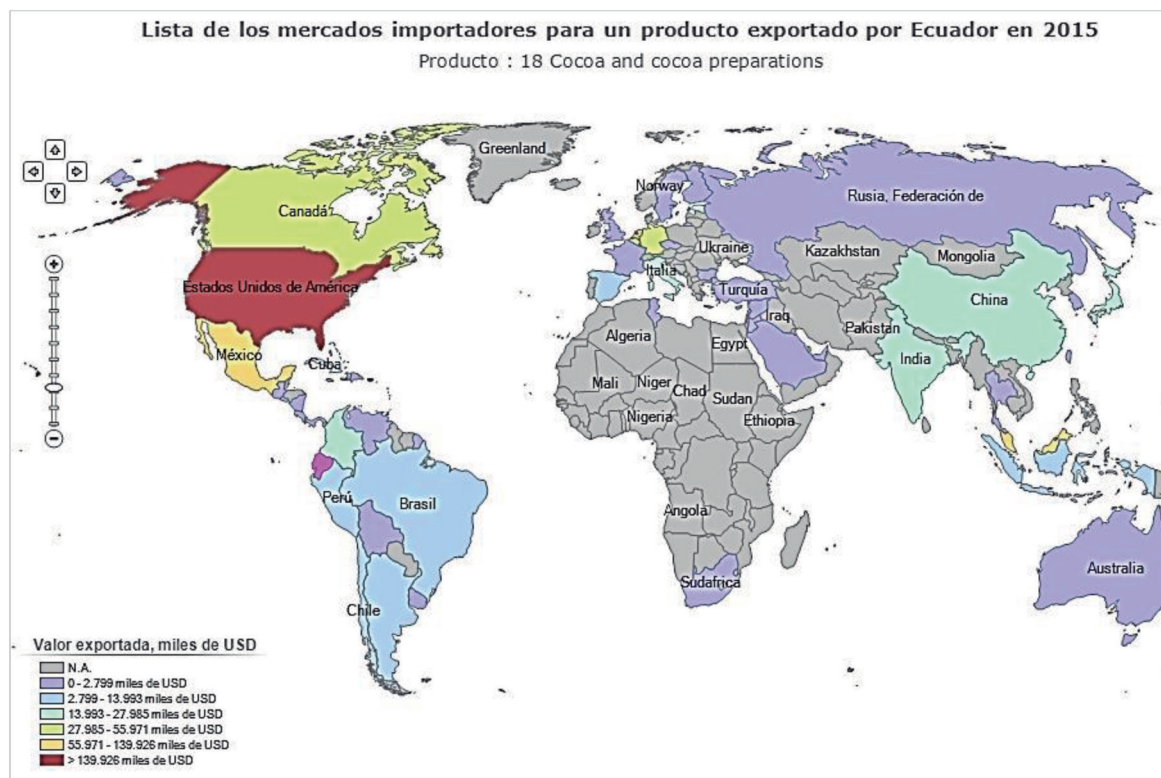 Lista de los mercados importadores para un producto exportado por Ecuador en 2015
Producto : 18 Cocoa and cocoa preparations
Greenland
Norway
Rusia, Federación de
Canadá
Ukraine
Kazakhstan
Mongolia
Italia
Estados Unidos de América
Turquía
China
Iraq
Algeria
Egypt
Pakistan
México
Cuba
India
Mali
Niger
Chad
Sudan
Nigeria
Ethiopia
Perú
Brasil
Angola
Australia
Sudafrica
Chile
Valor exportada, miles de USD
N.A.
0 - 2.799 miles de USD
2.799 - 13.993 miles de USD
13.993 - 27.985 miles de USD
27.985 - 55.971 miles de USD
55.971 - 139.926 miles de USD
> 139.926 miles de USD